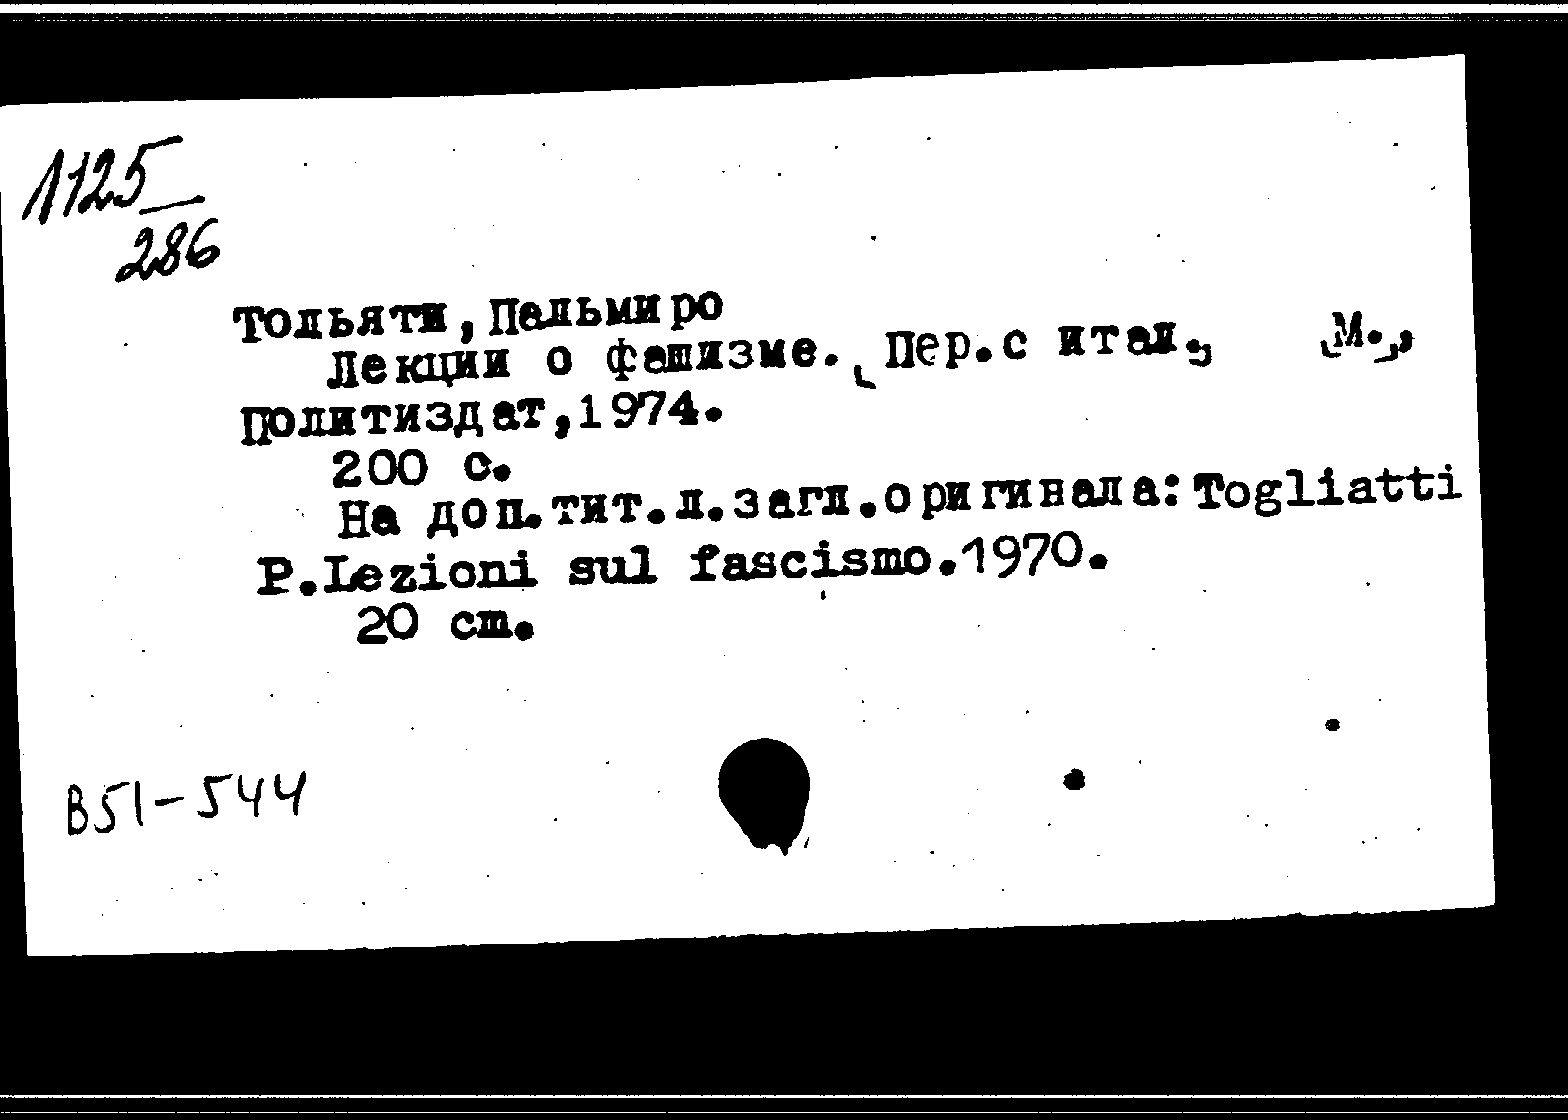 1125
286
Тольяти, Пальмиро
Лекции о фашизме. [Пер.с итал.] [М.],
Политиздат,1974.
200 с.
На доп.тит.л.загл.оригинала:Togliatti
P.Lezioni sul fascismo.1970.
20 cm.
B51-544